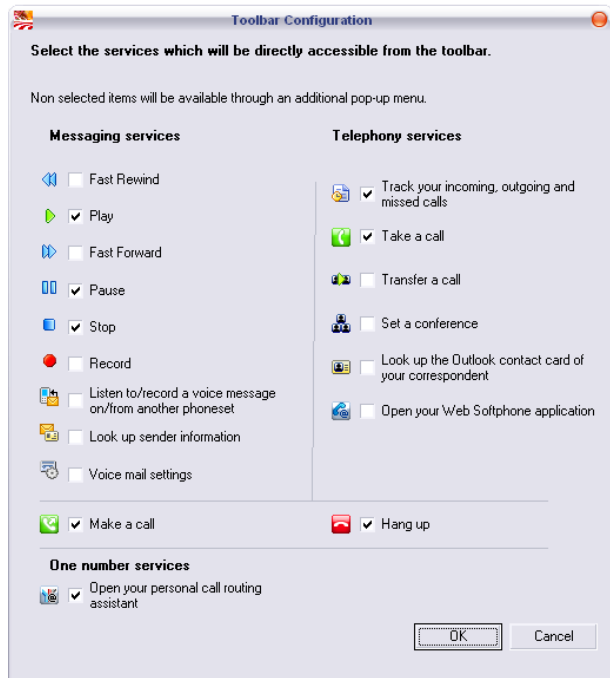 Toolbar Configuration
Select the services which will be directly accessible from the toolbar.
Non selected items will be available through an additional pop-up menu.
Messaging services
Fast Rewind
Play
Fast Forward
Pause
Stop
Record
Listen to/record a voice message
on/from another phoneset
Look up sender information
Voice mail settings
Telephony services
Track your incoming, outgoing and
missed calls
Take a call
Transfer a call
Set a conference
Look up the Outlook contact card of
your correspondent
Open your Web Softphone application
Make a call
Hang up
One number services
Open your personal call routing
assistant
OK
Cancel